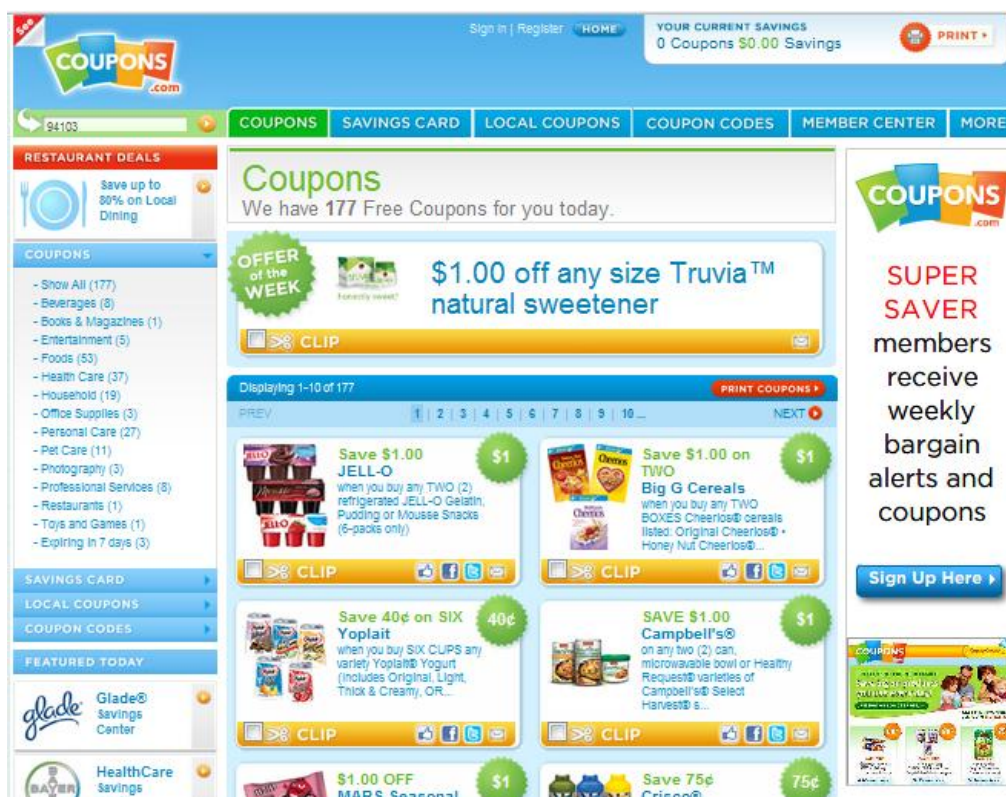 See
COUPONS
.com
Sign In | Register HOME
YOUR CURRENT SAVINGS
0 Coupons $0.00 Savings
PRINT
94103
COUPONS
SAVINGS CARD
LOCAL COUPONS
COUPON CODES
MEMBER CENTER
MORE
RESTAURANT DEALS
Save up to
80% on Local
Dining
COUPONS
- Show All (177)
- Beverages (8)
- Books & Magazines (1)
- Entertainment (5)
- Foods (53)
- Health Care (37)
- Household (19)
- Office Supplies (3)
- Personal Care (27)
- Pet Care (11)
- Photography (3)
- Professional Services (8)
- Restaurants (1)
- Toys and Games (1)
- Expiring in 7 days (3)
SAVINGS CARD
LOCAL COUPONS
COUPON CODES
FEATURED TODAY
glade
Glade®
Savings
Center
BAYER
HealthCare
Savings
Coupons
We have 177 Free Coupons for you today.
OFFER
of the
WEEK
honestly sweet
$1.00 off any size Truvia™
natural sweetener
CLIP
Displaying 1-10 of 177
PRINT COUPONS
PREV
1 | 2 | 3 | 4 | 5 | 6 | 7 | 8 | 9 | 10 ...
NEXT
JELL-O
Save $1.00
JELL-O
when you buy any TWO (2)
refrigerated JELL-O Gelatin,
Pudding or Mousse Snacks
(6-packs only)
$1
CLIP
Cheerios
Save $1.00 on
TWO
Big G Cereals
when you buy any TWO
BOXES Cheerios® cereals
listed: Original Cheerios® •
Honey Nut Cheerios®...
$1
CLIP
Save 40¢ on SIX
Yoplait
when you buy SIX CUPS any
variety Yoplait® Yogurt
(includes Original, Light,
Thick & Creamy, OR...
40¢
CLIP
SAVE $1.00
Campbell's®
on any two (2) can,
microwavable bowl or Healthy
Request® varieties of
Campbell's® Select
Harvest® s...
$1
CLIP
$1.00 OFF
MARS Seasonal
$1
Save 75¢
Crisco®
75¢
COUPONS
.com
SUPER
SAVER
members
receive
weekly
bargain
alerts and
coupons
Sign Up Here
COUPONS